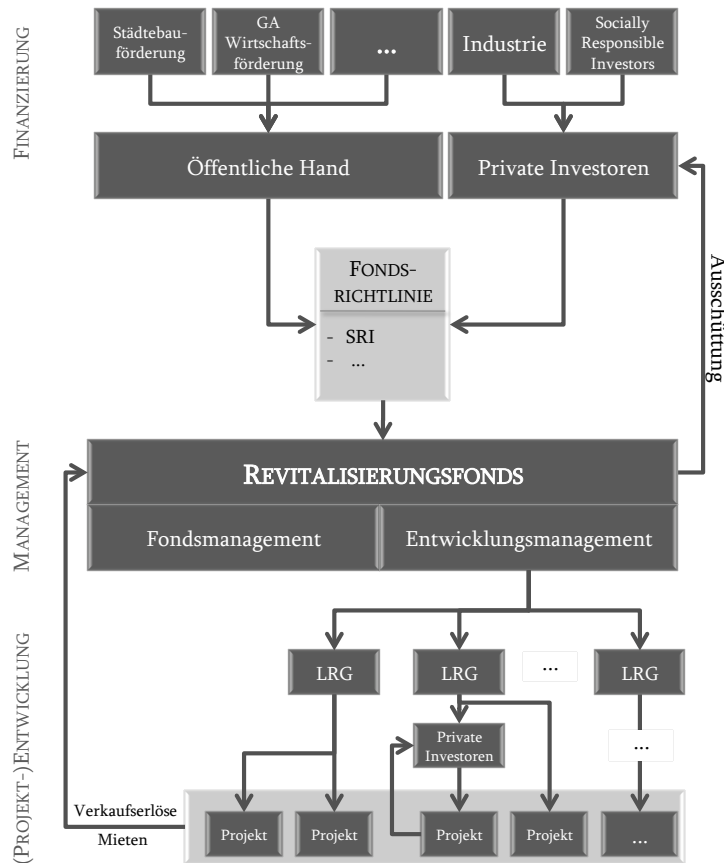 FINANZIERUNG
Städtebau-
förderung
GA
Wirtschafts-
förderung
...
Industrie
Socially
Responsible
Investors
Öffentliche Hand
Private Investoren
FONDS-
RICHTLINIE
- SRI
- ...
Ausschüttung
MANAGEMENT
REVITALISIERUNGSFONDS
Fondsmanagement
Entwicklungsmanagement
(PROJEKT-)ENTWICKLUNG
LRG
LRG
...
LRG
Private
Investoren
...
Verkaufserlöse
Mieten
Projekt
Projekt
Projekt
Projekt
...